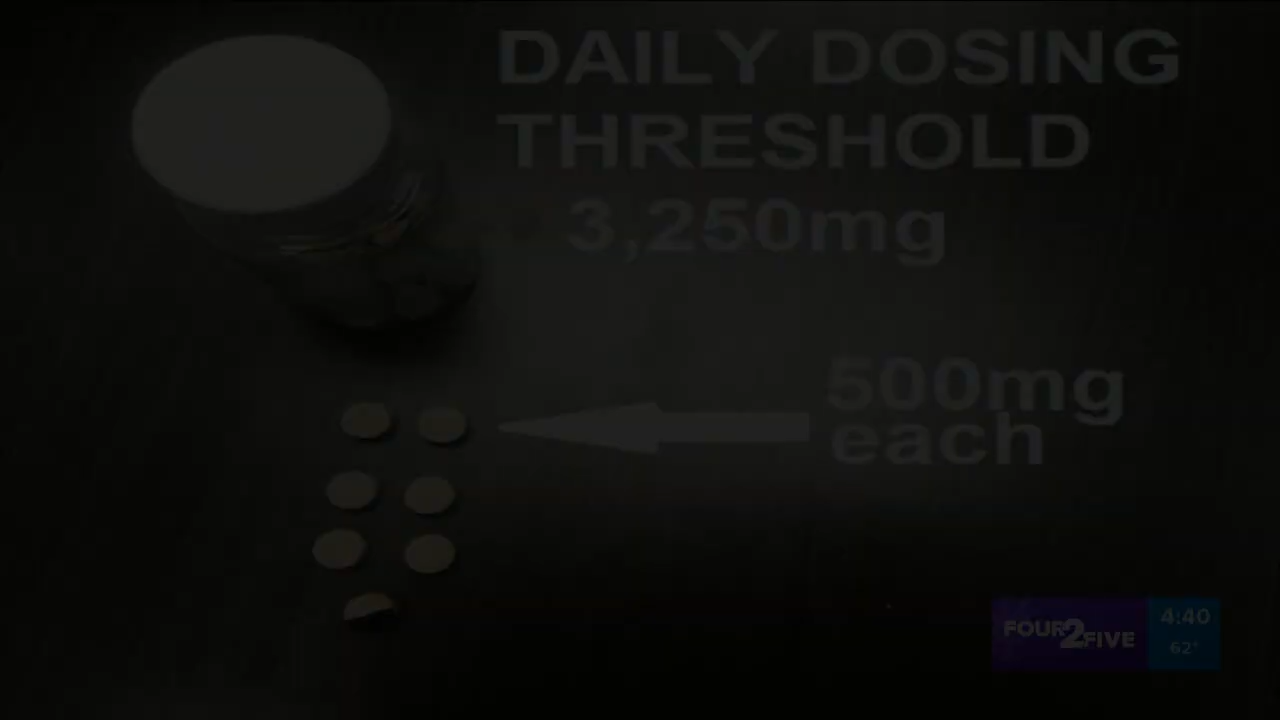 DAILY DOSING
THRESHOLD
3,250mg
500mg
each
FOUR2FIVE
4:40
62°